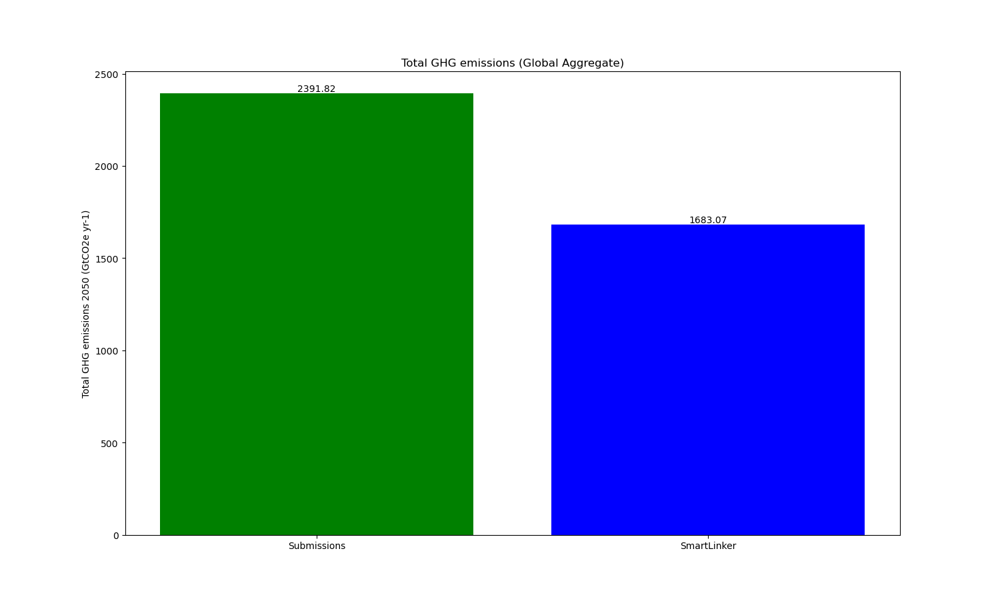 Total GHG emissions (Global Aggregate)
Total GHG emissions 2050 (GtCO2e yr-1)
2500
2000
1500
1000
500
0
2391.82
1683.07
Submissions
SmartLinker